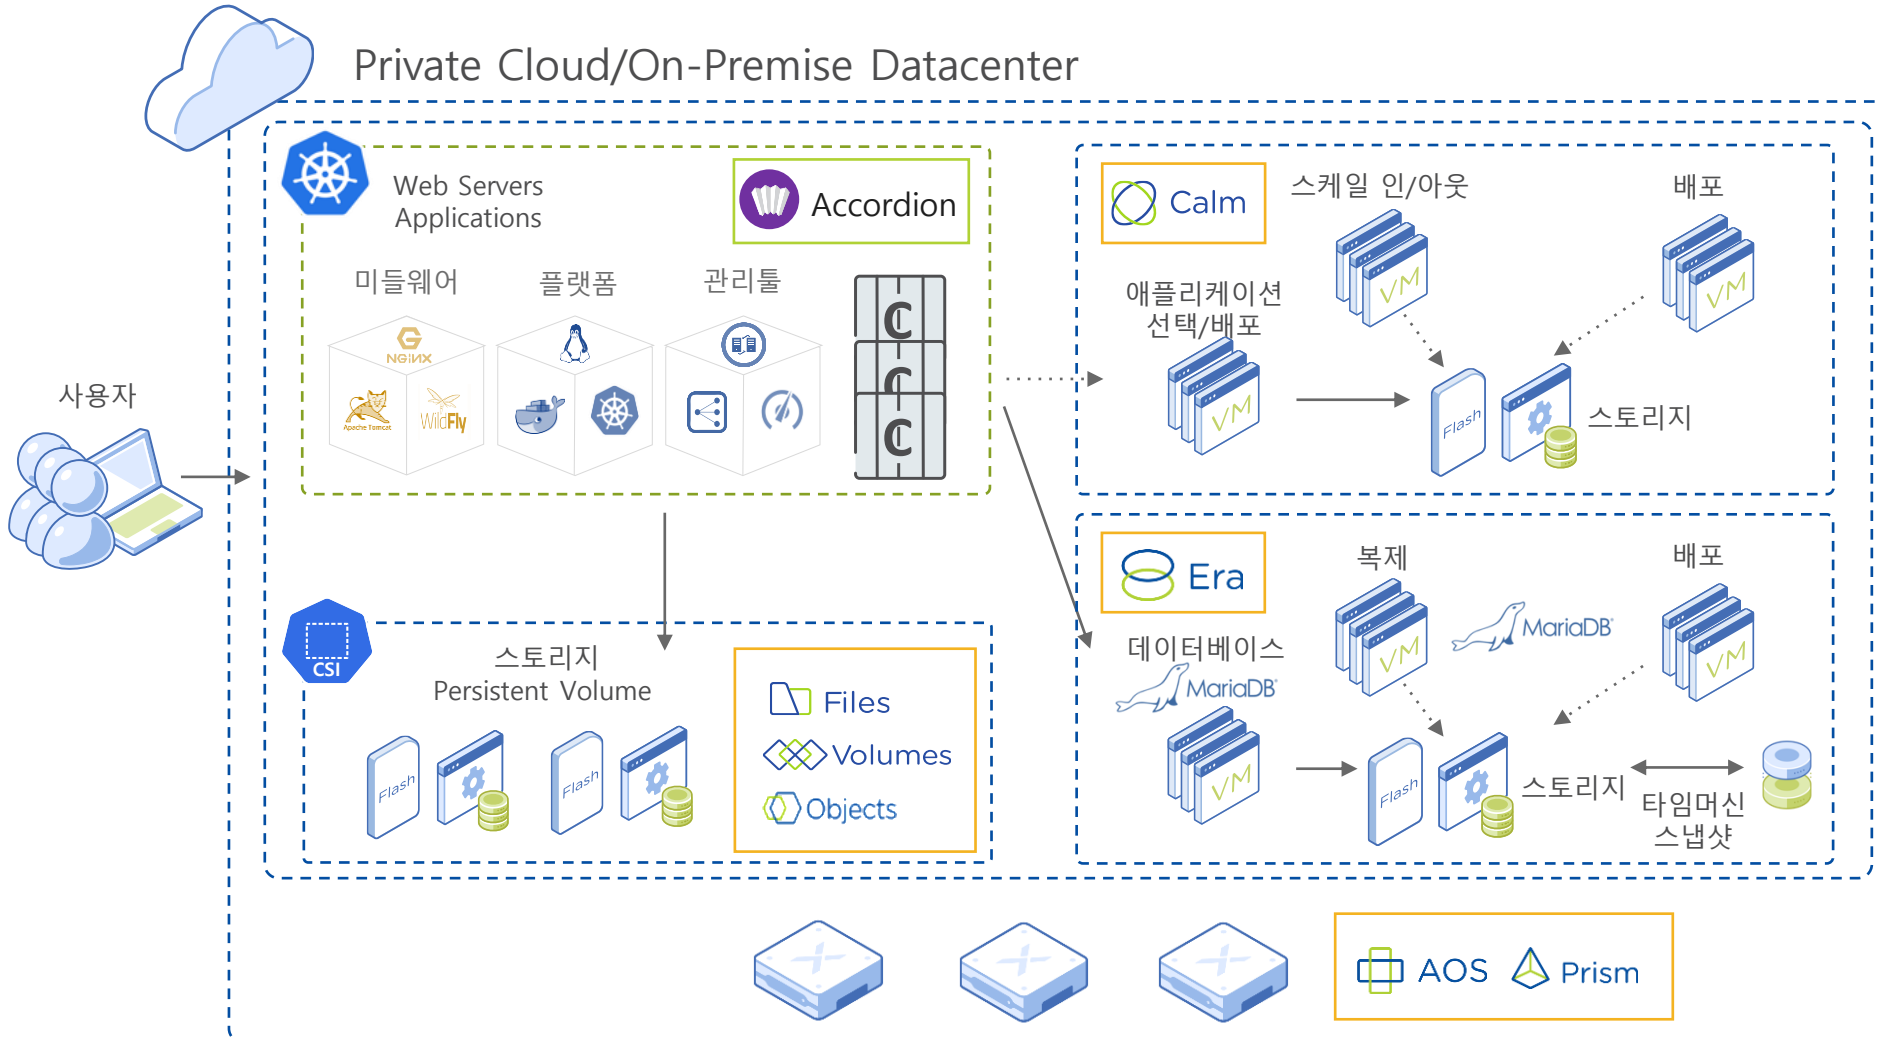 Private Cloud/On-Premise Datacenter
Web Servers
Applications
Accordion
미들웨어
플랫폼
관리툴
NGiNX
Apache Tomcat
WildFly
C
C
C
사용자
Calm
스케일 인/아웃
배포
VM
VM
애플리케이션
선택/배포
VM
Flash
스토리지
CSI
스토리지
Persistent Volume
Flash
Flash
Files
Volumes
Objects
Era
복제
배포
VM
MariaDB
VM
데이터베이스
MariaDB
VM
Flash
스토리지
타임머신
스냅샷
AOS
Prism